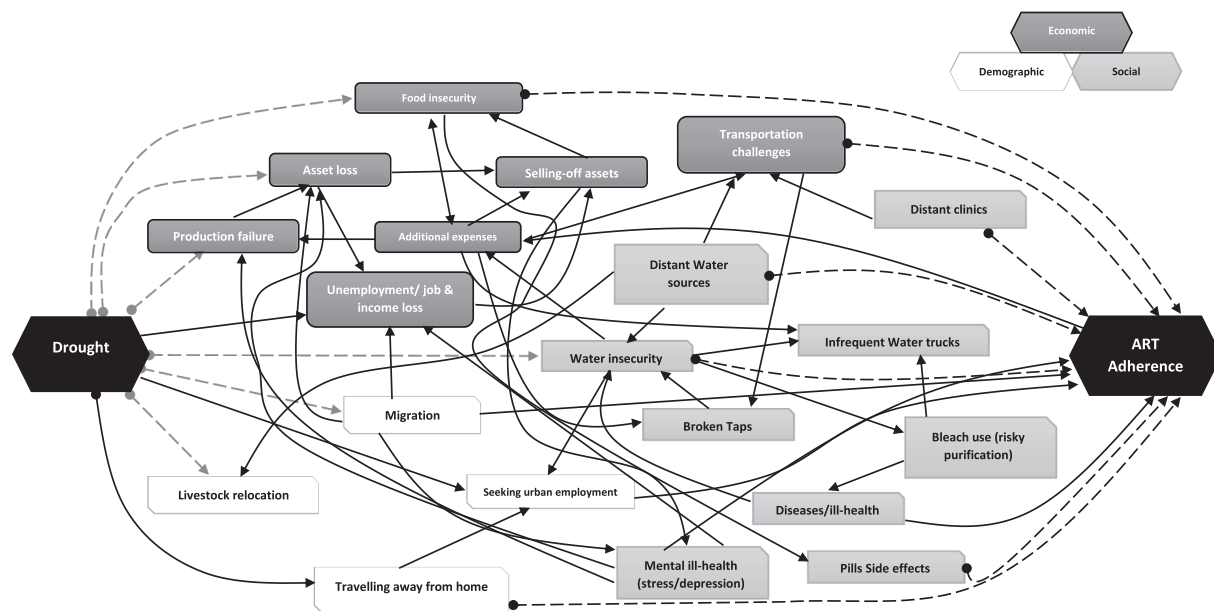 Economic
Demographic
Social
Food insecurity
Transportation
challenges
Asset loss
Selling-off assets
Distant clinics
Production failure
Additional expenses
Distant Water
sources
Unemployment/ job &
income loss
Drought
Infrequent Water trucks
ART
Adherence
Water insecurity
Migration
Broken Taps
Bleach use (risky
purification)
Livestock relocation
Seeking urban employment
Diseases/ill-health
Mental ill-health
(stress/depression)
Pills Side effects
Travelling away from home